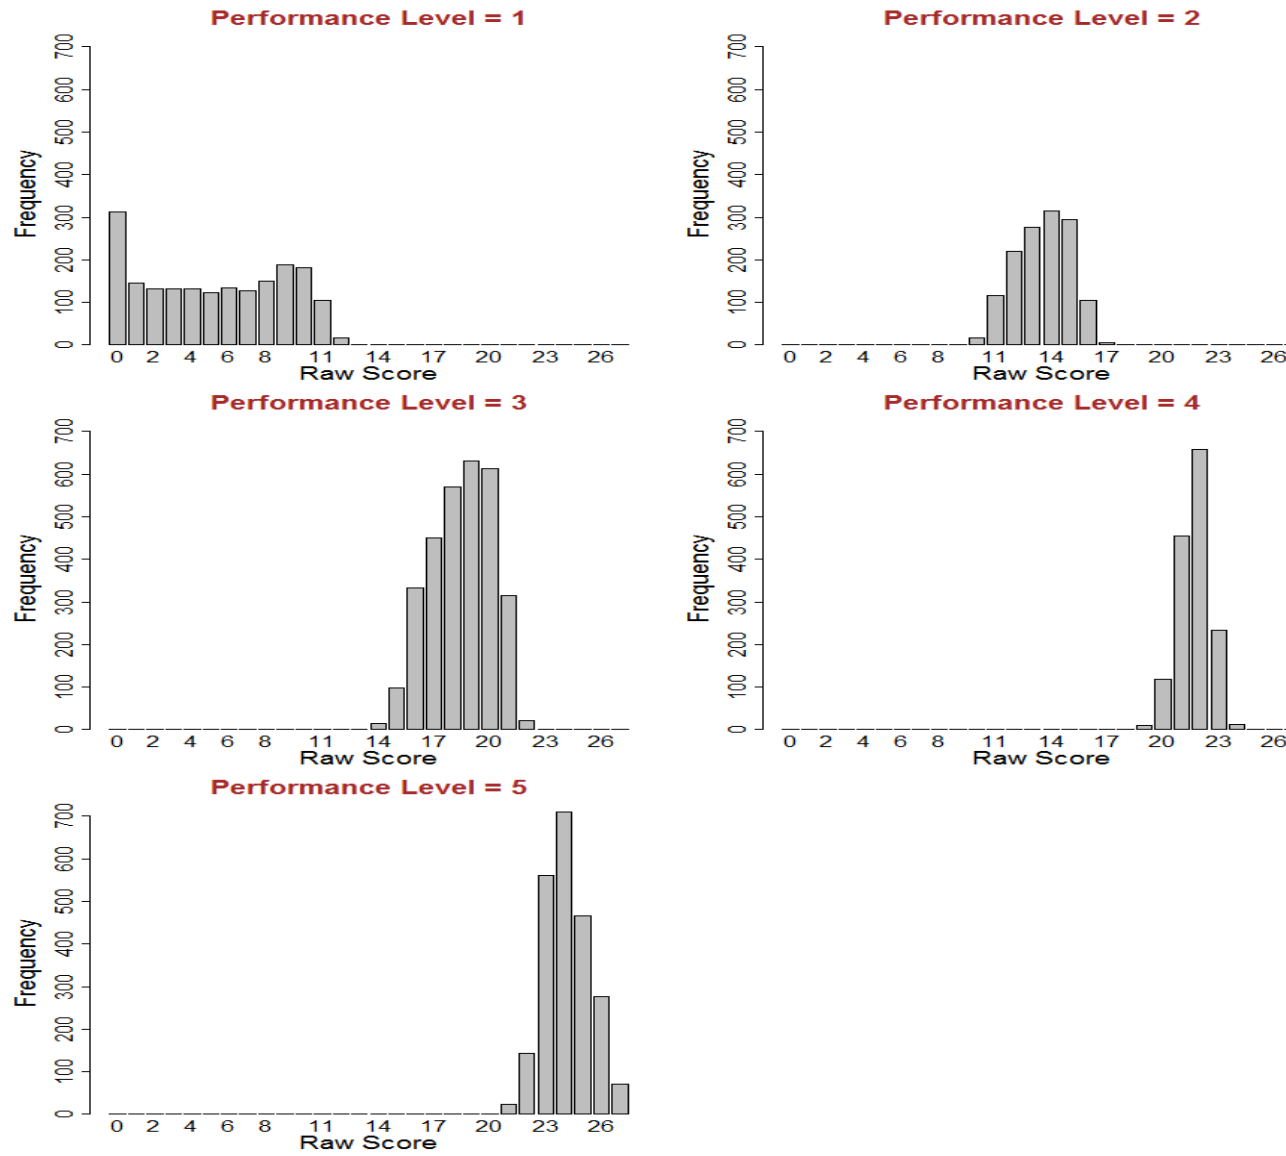 Performance Level = 1
700
600
500
400
300
200
100
0
Frequency
0 2 4 6 8 11 14 17 20 23 26
Raw Score
Performance Level = 2
700
600
500
400
300
200
100
0
Frequency
0 2 4 6 8 11 14 17 20 23 26
Raw Score
Performance Level = 3
700
600
500
400
300
200
100
0
Frequency
0 2 4 6 8 11 14 17 20 23 26
Raw Score
Performance Level = 4
700
600
500
400
300
200
100
0
Frequency
0 2 4 6 8 11 14 17 20 23 26
Raw Score
Performance Level = 5
700
600
500
400
300
200
100
0
Frequency
0 2 4 6 8 11 14 17 20 23 26
Raw Score